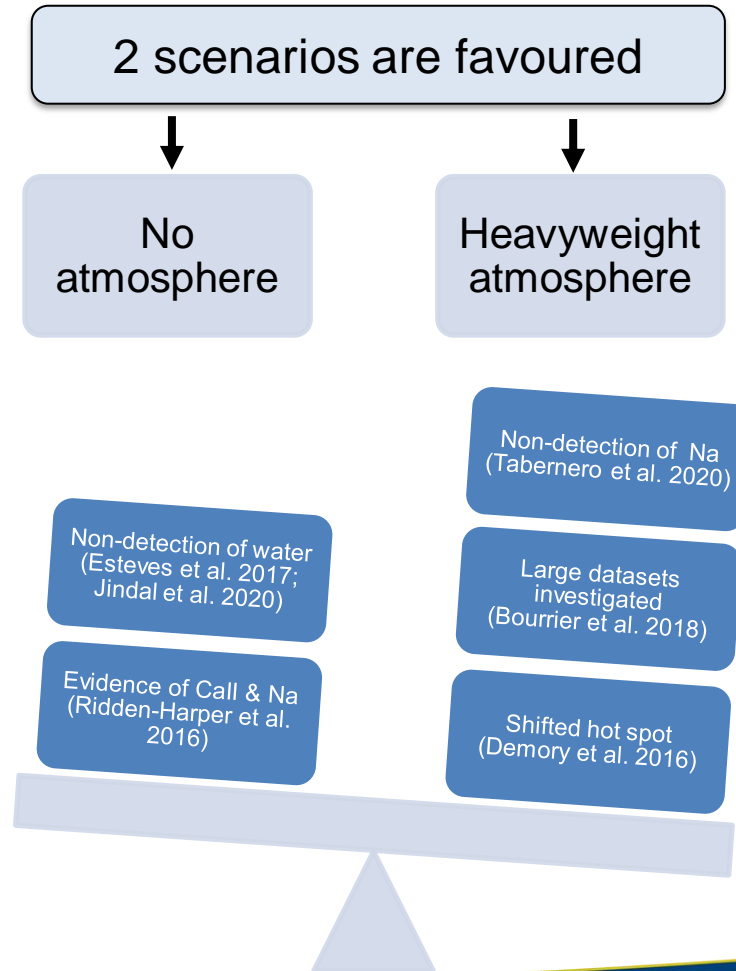 2 scenarios are favoured
No
atmosphere
Heavyweight
atmosphere
Non-detection of water
(Esteves et al. 2017;
Jindal et al. 2020)
Evidence of CaII & Na
(Ridden-Harper et al.
2016)
Non-detection of Na
(Tabernero et al. 2020)
Large datasets
investigated
(Bourrier et al. 2018)
Shifted hot spot
(Demory et al. 2016)